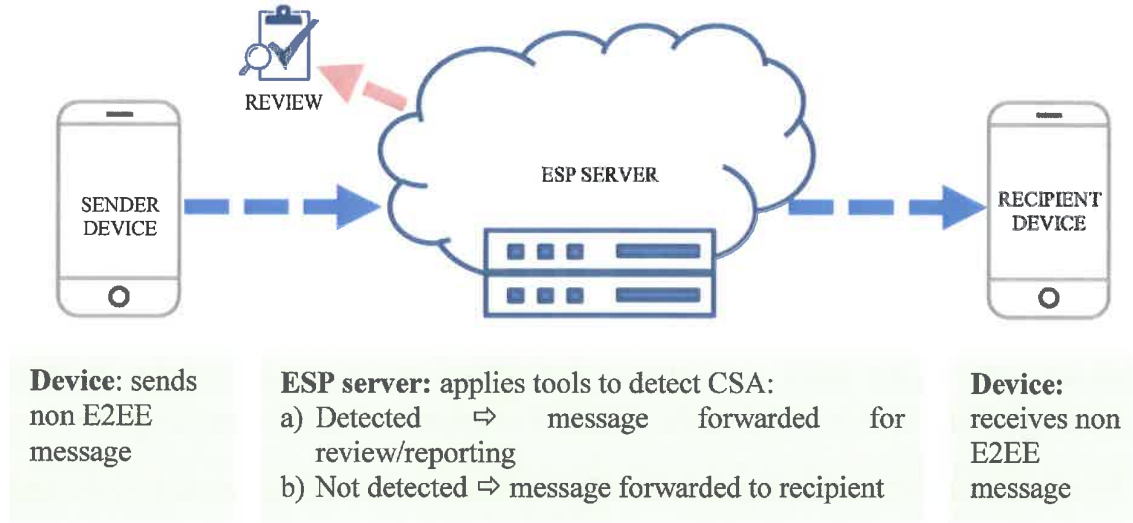 REVIEW
ESP SERVER
SENDER
DEVICE
RECIPIENT
DEVICE
Device: sends
non E2EE
message
ESP server: applies tools to detect CSA:
a) Detected ⇨ message forwarded for
review/reporting
b) Not detected ⇨ message forwarded to recipient
Device:
receives non
E2EE
message